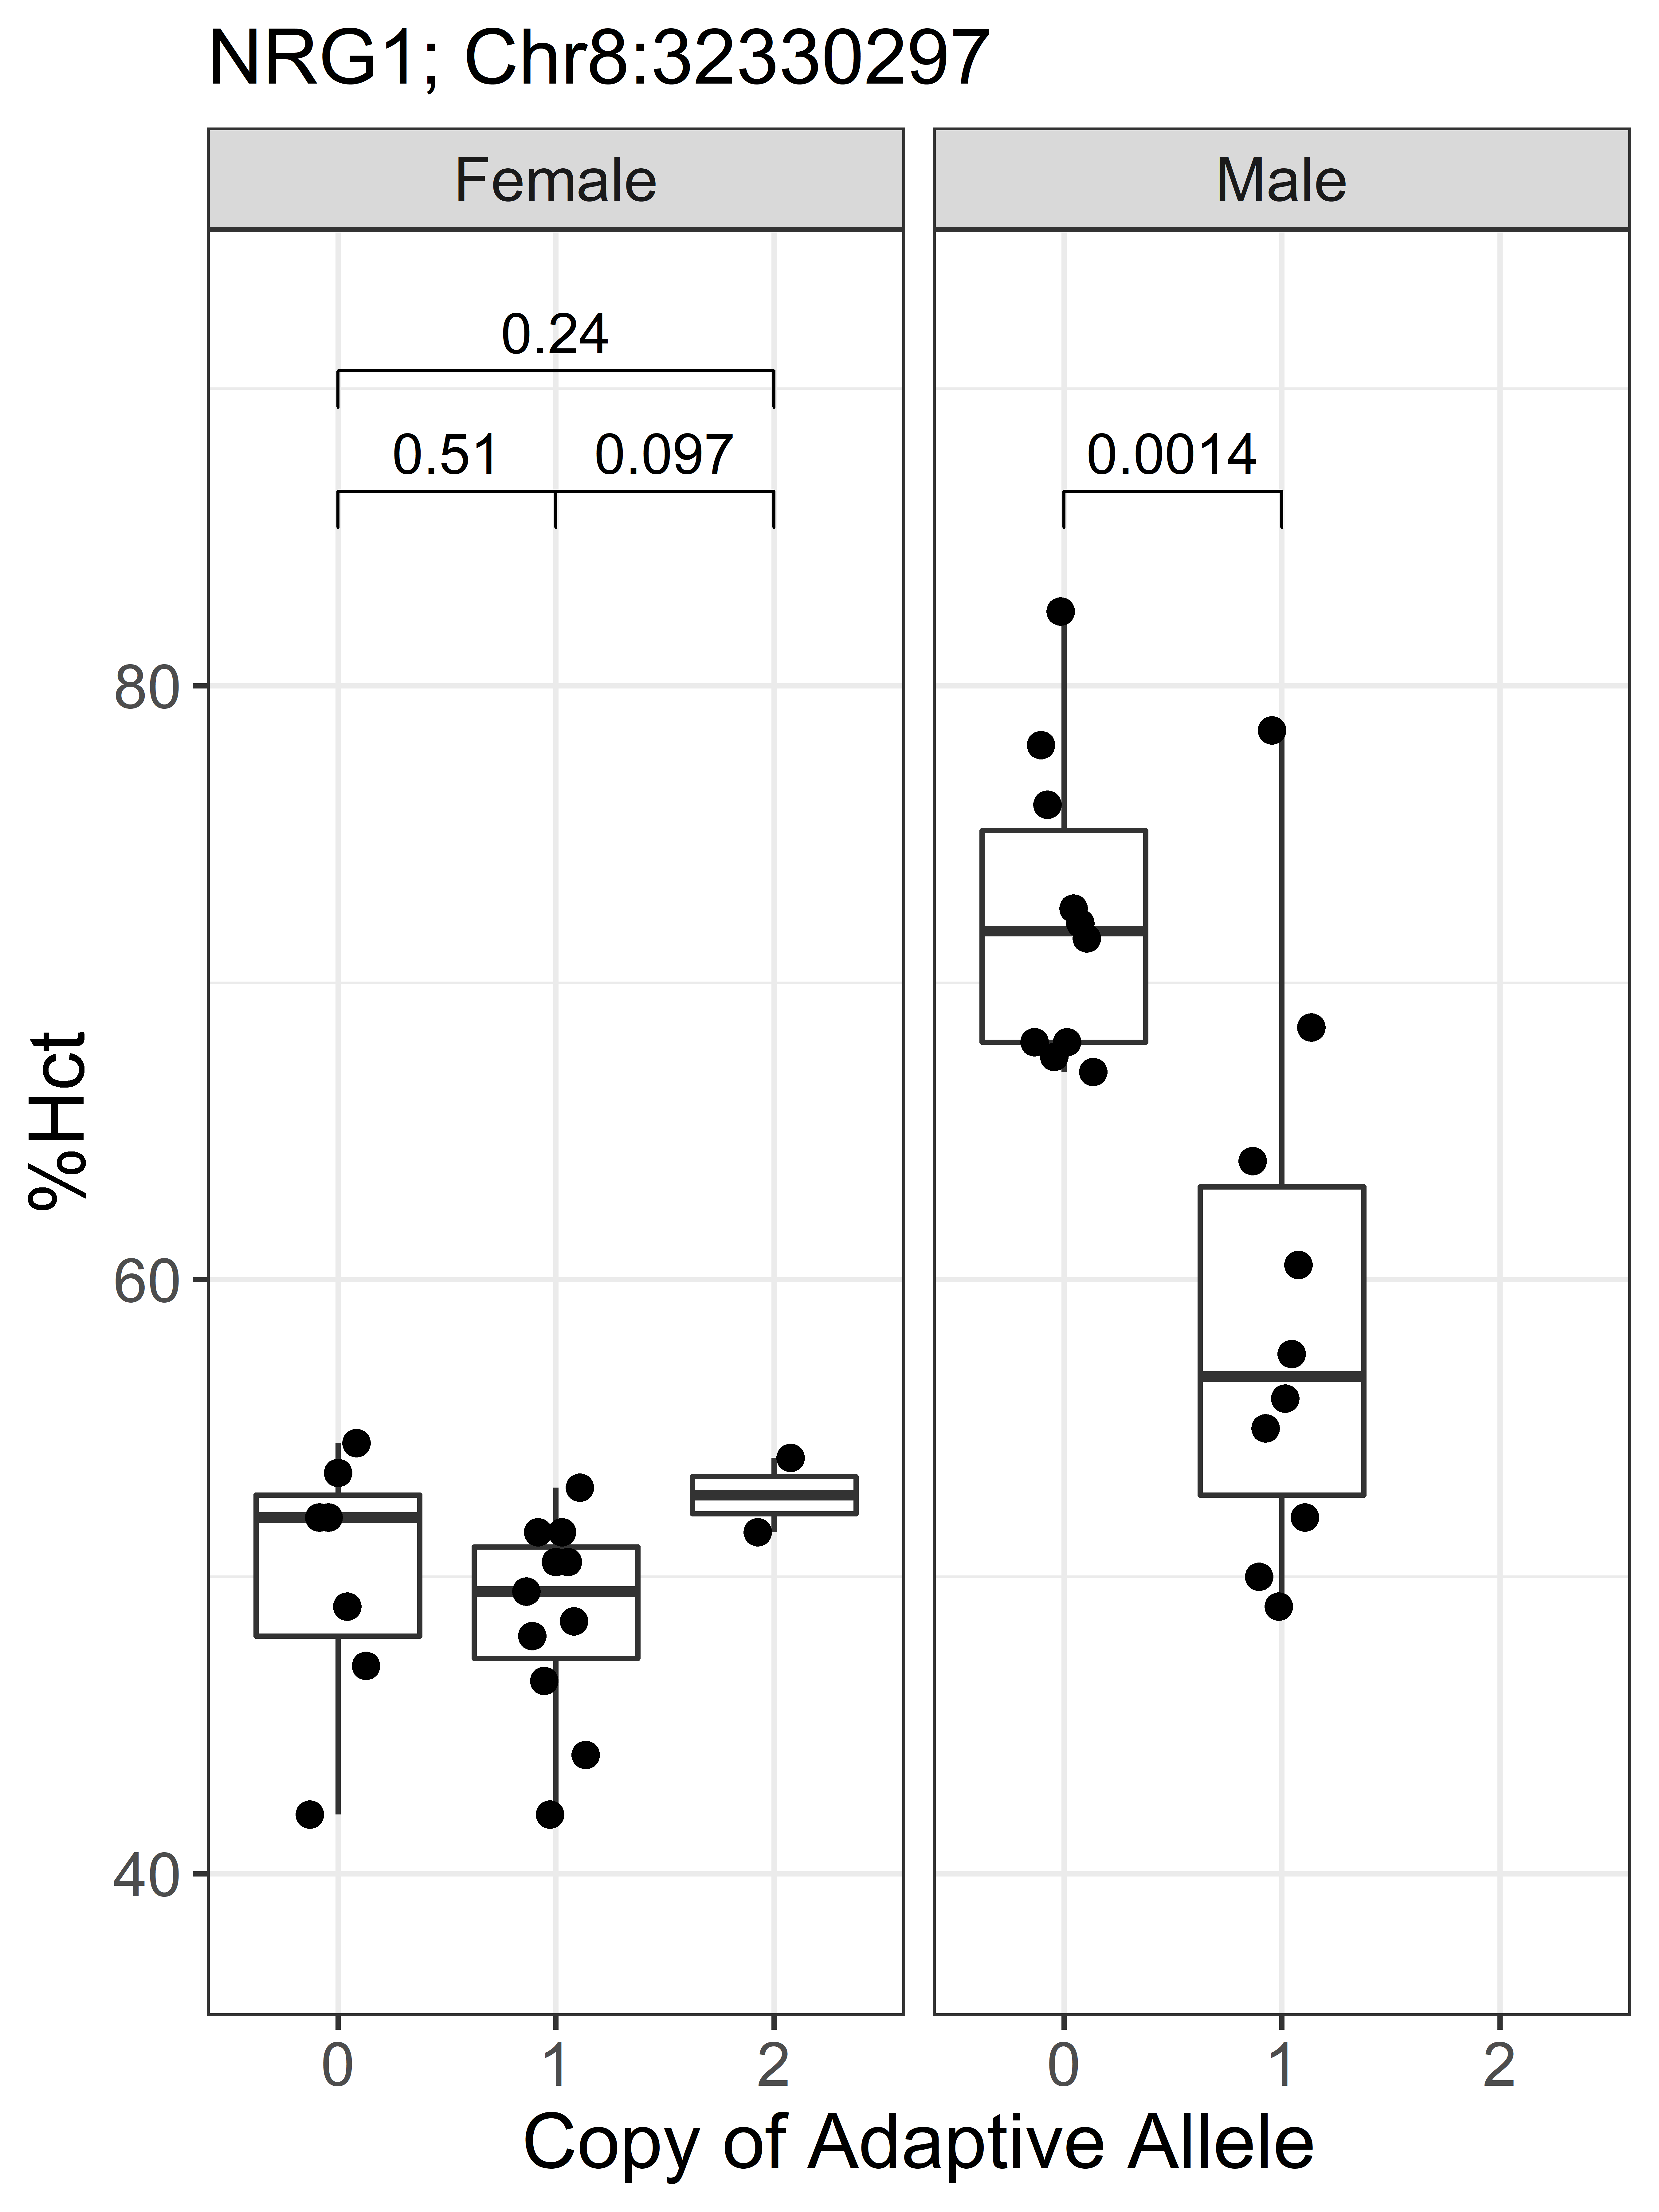 NRG1; Chr8:32330297
Female
Male
0.24
0.51
0.097
0.0014
80
60
40
%Hct
0
1
2
0
1
2
Copy of Adaptive Allele